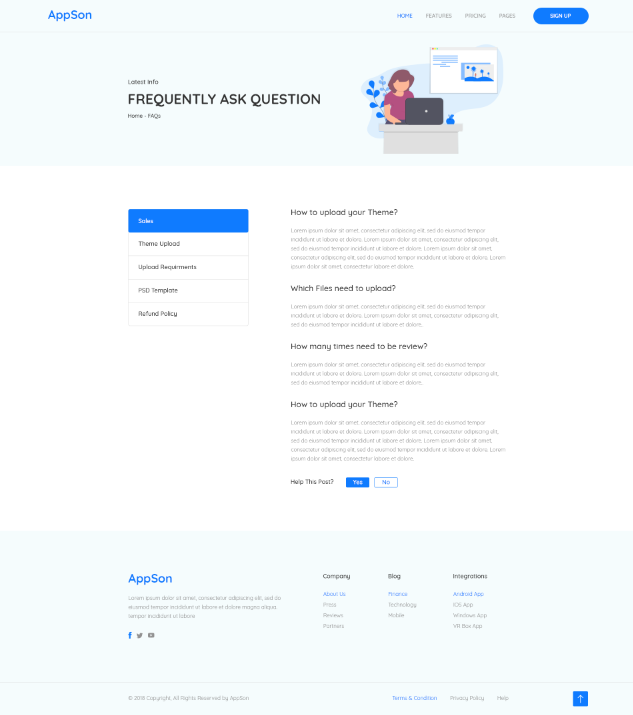 AppSon
HOME FEATURES PRICING PAGES SIGN UP
Latest Info
FREQUENTLY ASK QUESTION
Home - FAQs
Sales
Theme Upload
Upload Requirments
PSD Template
Refund Policy
How to upload your Theme?
Lorem ipsum dolor sit amet, consectetur adipiscing elit, sed do eiusmod tempor
incididunt ut labore et dolore. Lorem ipsum dolor sit amet, consectetur adipiscing elit,
sed do eiusmod tempor incididunt ut labore et dolore. Lorem ipsum dolor sit amet,
consectetur adipiscing elit, sed do eiusmod tempor incididunt ut labore et dolore. Lorem
ipsum dolor sit amet, consectetur adipiscing elit, sed do eiusmod tempor incididunt ut labore et dolore.
Which Files need to upload?
Lorem ipsum dolor sit amet, consectetur adipiscing elit, sed do eiusmod tempor
incididunt ut labore et dolore. Lorem ipsum dolor sit amet, consectetur adipiscing elit,
sed do eiusmod tempor incididunt ut labore et dolore.
How many times need to be review?
Lorem ipsum dolor sit amet, consectetur adipiscing elit, sed do eiusmod tempor
incididunt ut labore et dolore. Lorem ipsum dolor sit amet, consectetur adipiscing elit,
sed do eiusmod tempor incididunt ut labore et dolore.
How to upload your Theme?
Lorem ipsum dolor sit amet, consectetur adipiscing elit, sed do eiusmod tempor
incididunt ut labore et dolore. Lorem ipsum dolor sit amet, consectetur adipiscing elit,
sed do eiusmod tempor incididunt ut labore et dolore. Lorem ipsum dolor sit amet,
consectetur adipiscing elit, sed do eiusmod tempor incididunt ut labore et dolore. Lorem
ipsum dolor sit amet, consectetur labore et dolore.
Help This Post? Yes No
AppSon
Lorem ipsum dolor sit amet, consectetur adipiscing elit, sed do
eiusmod tempor incididunt ut labore et dolore magna aliqua.
tempor incididunt ut labore
Company
About Us
Press
Reviews
Partners
Blog
Finance
Technology
Mobile
Integrations
Android App
IOS App
Windows App
VR Box App
© 2018 Copyright, All Rights Reserved by AppSon
Terms & Condition Privacy Policy Help